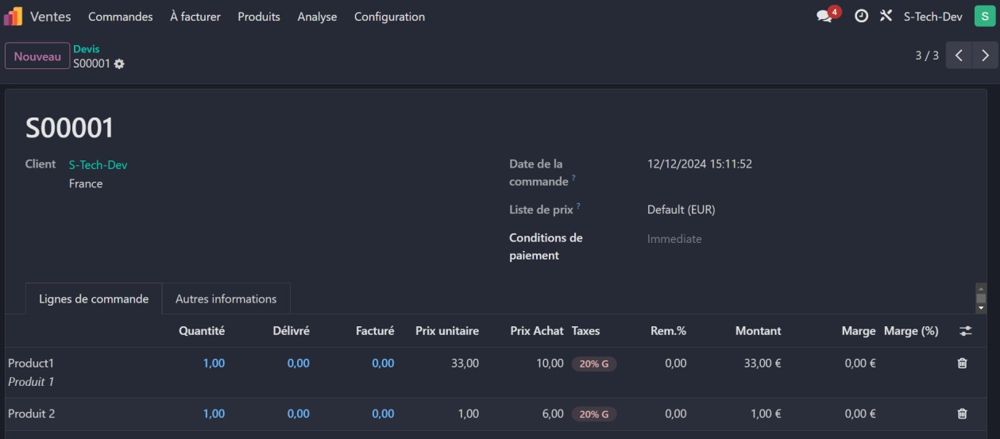 Ventes Commandes À facturer Produits Analyse Configuration 4 S-Tech-Dev S
Nouveau Devis 3 / 3
S00001
S00001
Client S-Tech-Dev Date de la commande ? 12/12/2024 15:11:52
France
Liste de prix ? Default (EUR)
Conditions de paiement Immediate
Lignes de commande Autres informations
Quantité Délivré Facturé Prix unitaire Prix Achat Taxes Rem.% Montant Marge Marge (%)
Product1 1,00 0,00 0,00 33,00 10,00 20% G 0,00 33,00 € 0,00 €
Produit 1
Produit 2 1,00 0,00 0,00 1,00 6,00 20% G 0,00 1,00 € 0,00 €